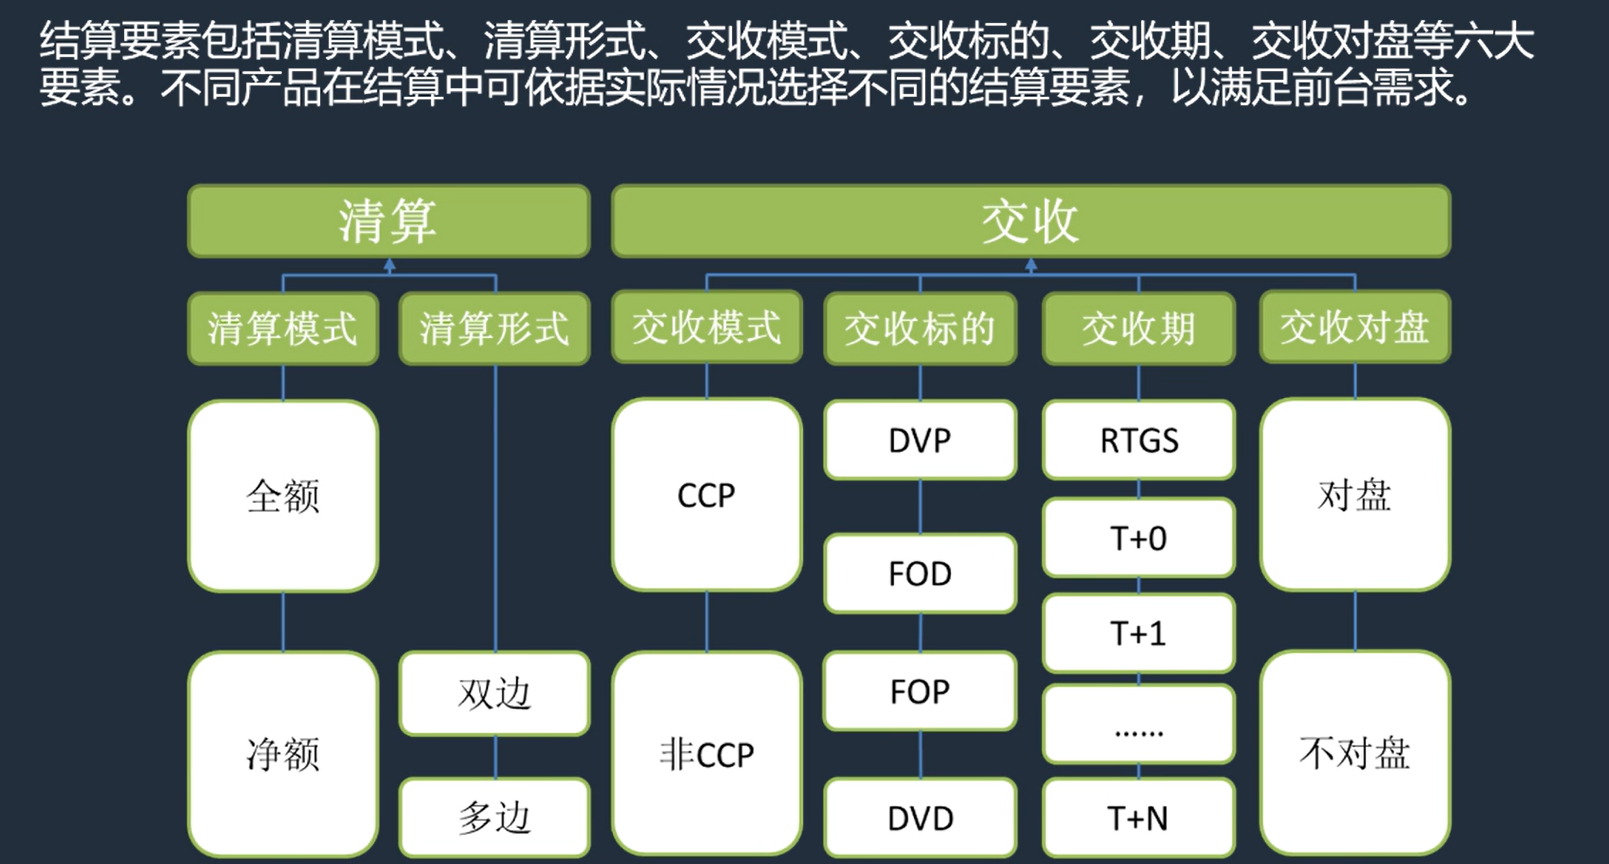 结算要素包括清算模式、清算形式、交收模式、交收标的、交收期、交收对盘等六大
要素。不同产品在结算中可依据实际情况选择不同的结算要素，以满足前台需求。
清算
交收
清算模式
清算形式
交收模式
交收标的
交收期
交收对盘
全额
净额
双边
多边
CCP
非CCP
DVP
FOD
FOP
DVD
RTGS
T+0
T+1
……
T+N
对盘
不对盘